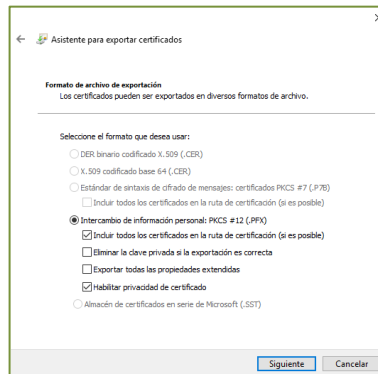 Asistente para exportar certificados
Formato de archivo de exportación
Los certificados pueden ser exportados en diversos formatos de archivo.
Seleccione el formato que desea usar:
DER binario codificado X.509 (.CER)
X.509 codificado base 64 (.CER)
Estándar de sintaxis de cifrado de mensajes: certificados PKCS #7 (.P7B)
Incluir todos los certificados en la ruta de certificación (si es posible)
Intercambio de información personal: PKCS #12 (.PFX)
Incluir todos los certificados en la ruta de certificación (si es posible)
Eliminar la clave privada si la exportación es correcta
Exportar todas las propiedades extendidas
Habilitar privacidad de certificado
Almacén de certificados en serie de Microsoft (.SST)
Siguiente Cancelar